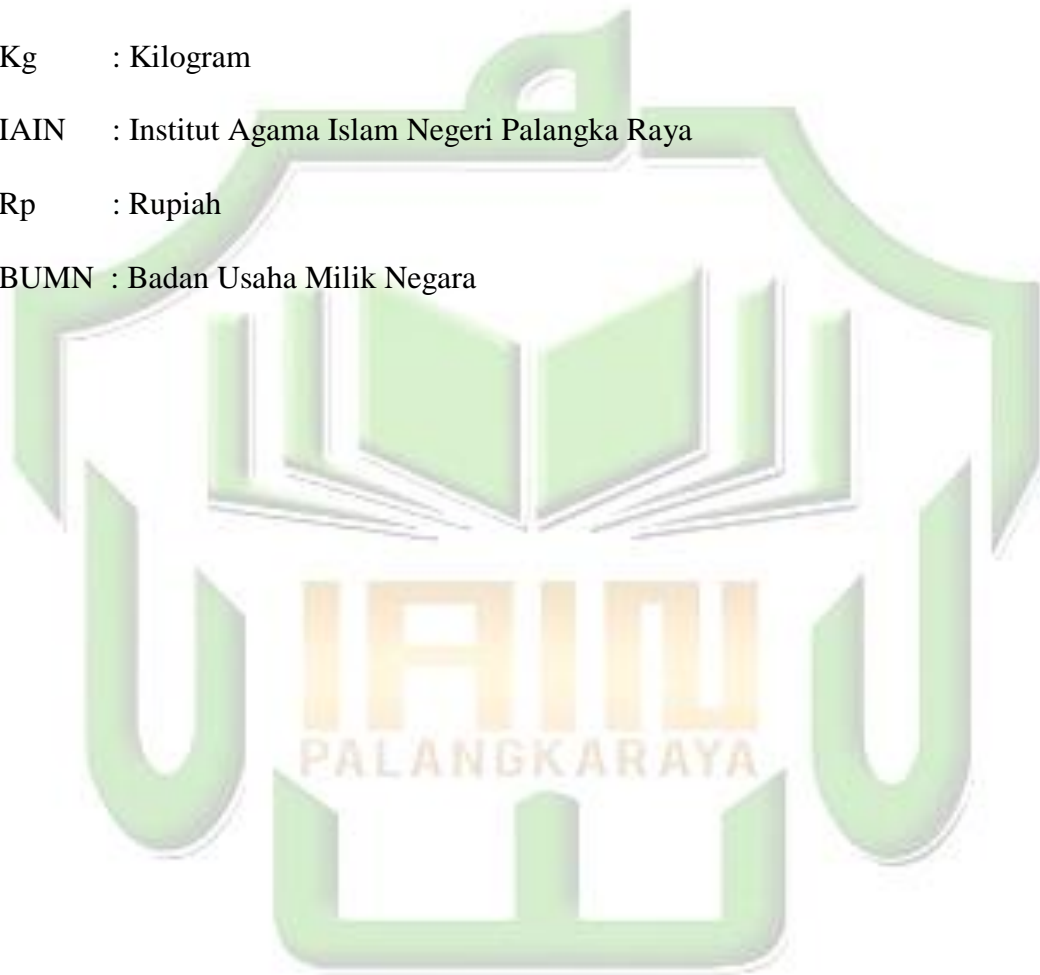 Kg : Kilogram
IAIN : Institut Agama Islam Negeri Palangka Raya
Rp : Rupiah
BUMN : Badan Usaha Milik Negara
IAIN
PALANGKARAYA